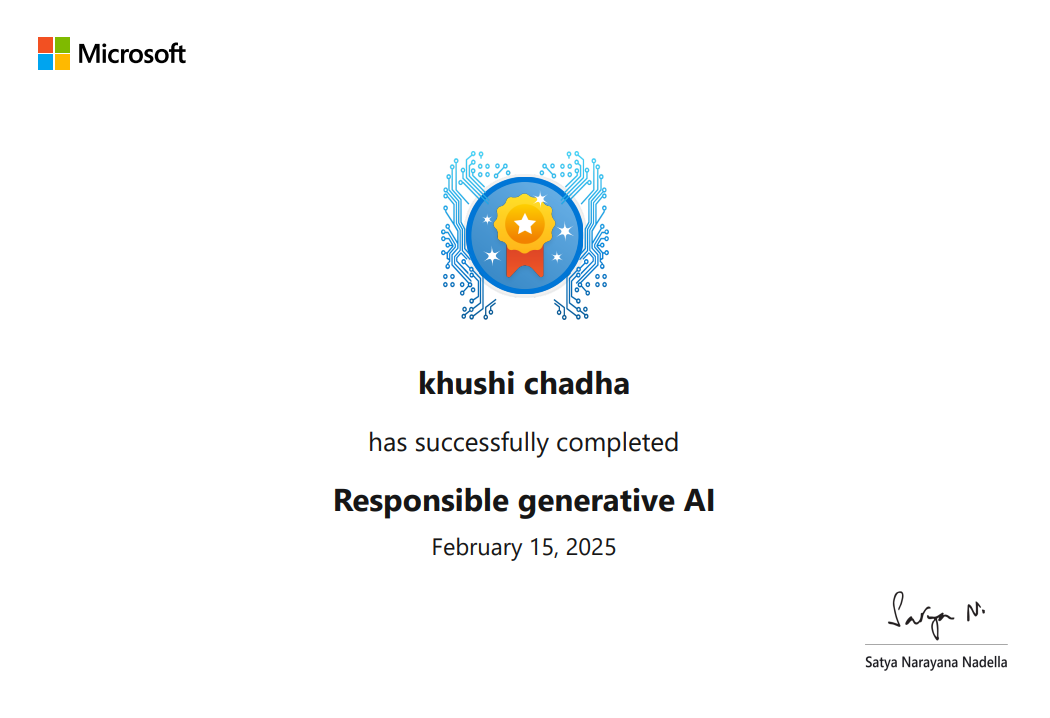 Microsoft
khushi chadha
has successfully completed
Responsible generative AI
February 15, 2025
Satya N.
Satya Narayana Nadella